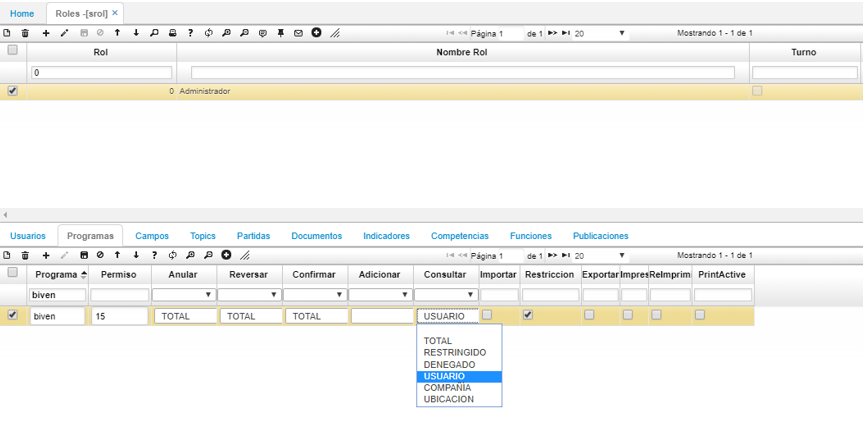 Home Roles -[srol] ✕
Página 1 de 1 20 Mostrando 1 - 1 de 1
Rol Nombre Rol Turno
0
0 Administrador
Usuarios Programas Campos Topics Partidas Documentos Indicadores Competencias Funciones Publicaciones
Página 1 de 1 20 Mostrando 1 - 1 de 1
Programa Permiso Anular Reversar Confirmar Adicionar Consultar Importar Restriccion Exportar Impres ReImprim PrintActive
biven
biven 15 TOTAL TOTAL TOTAL USUARIO
TOTAL
RESTRINGIDO
DENEGADO
USUARIO
COMPAÑIA
UBICACION